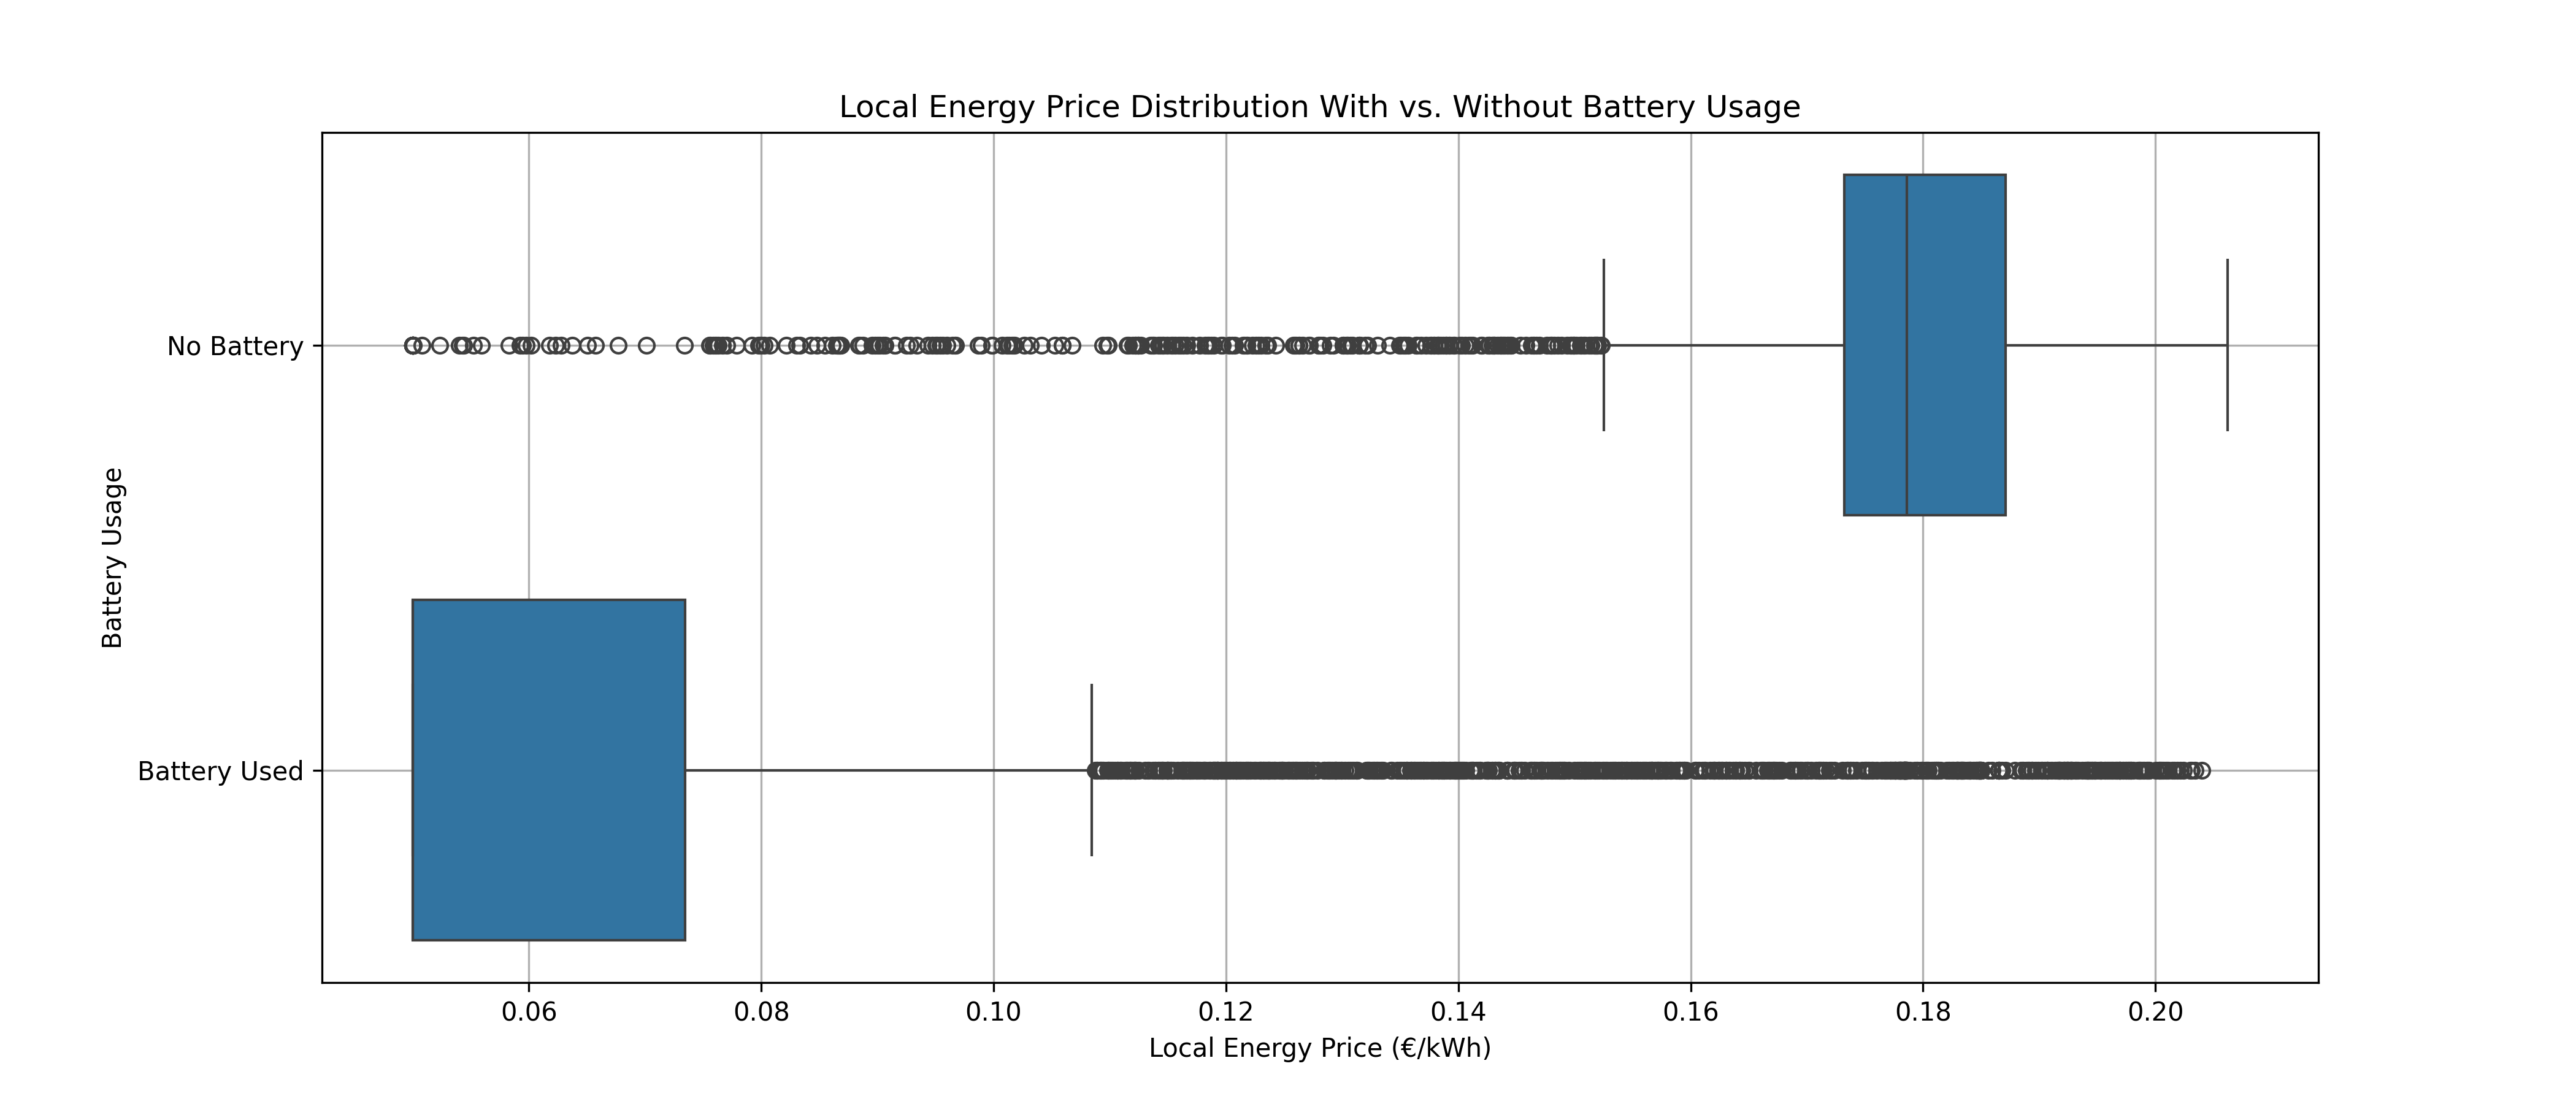 Local Energy Price Distribution With vs. Without Battery Usage
Battery Usage
No Battery
Battery Used
0.06 0.08 0.10 0.12 0.14 0.16 0.18 0.20
Local Energy Price (€/kWh)